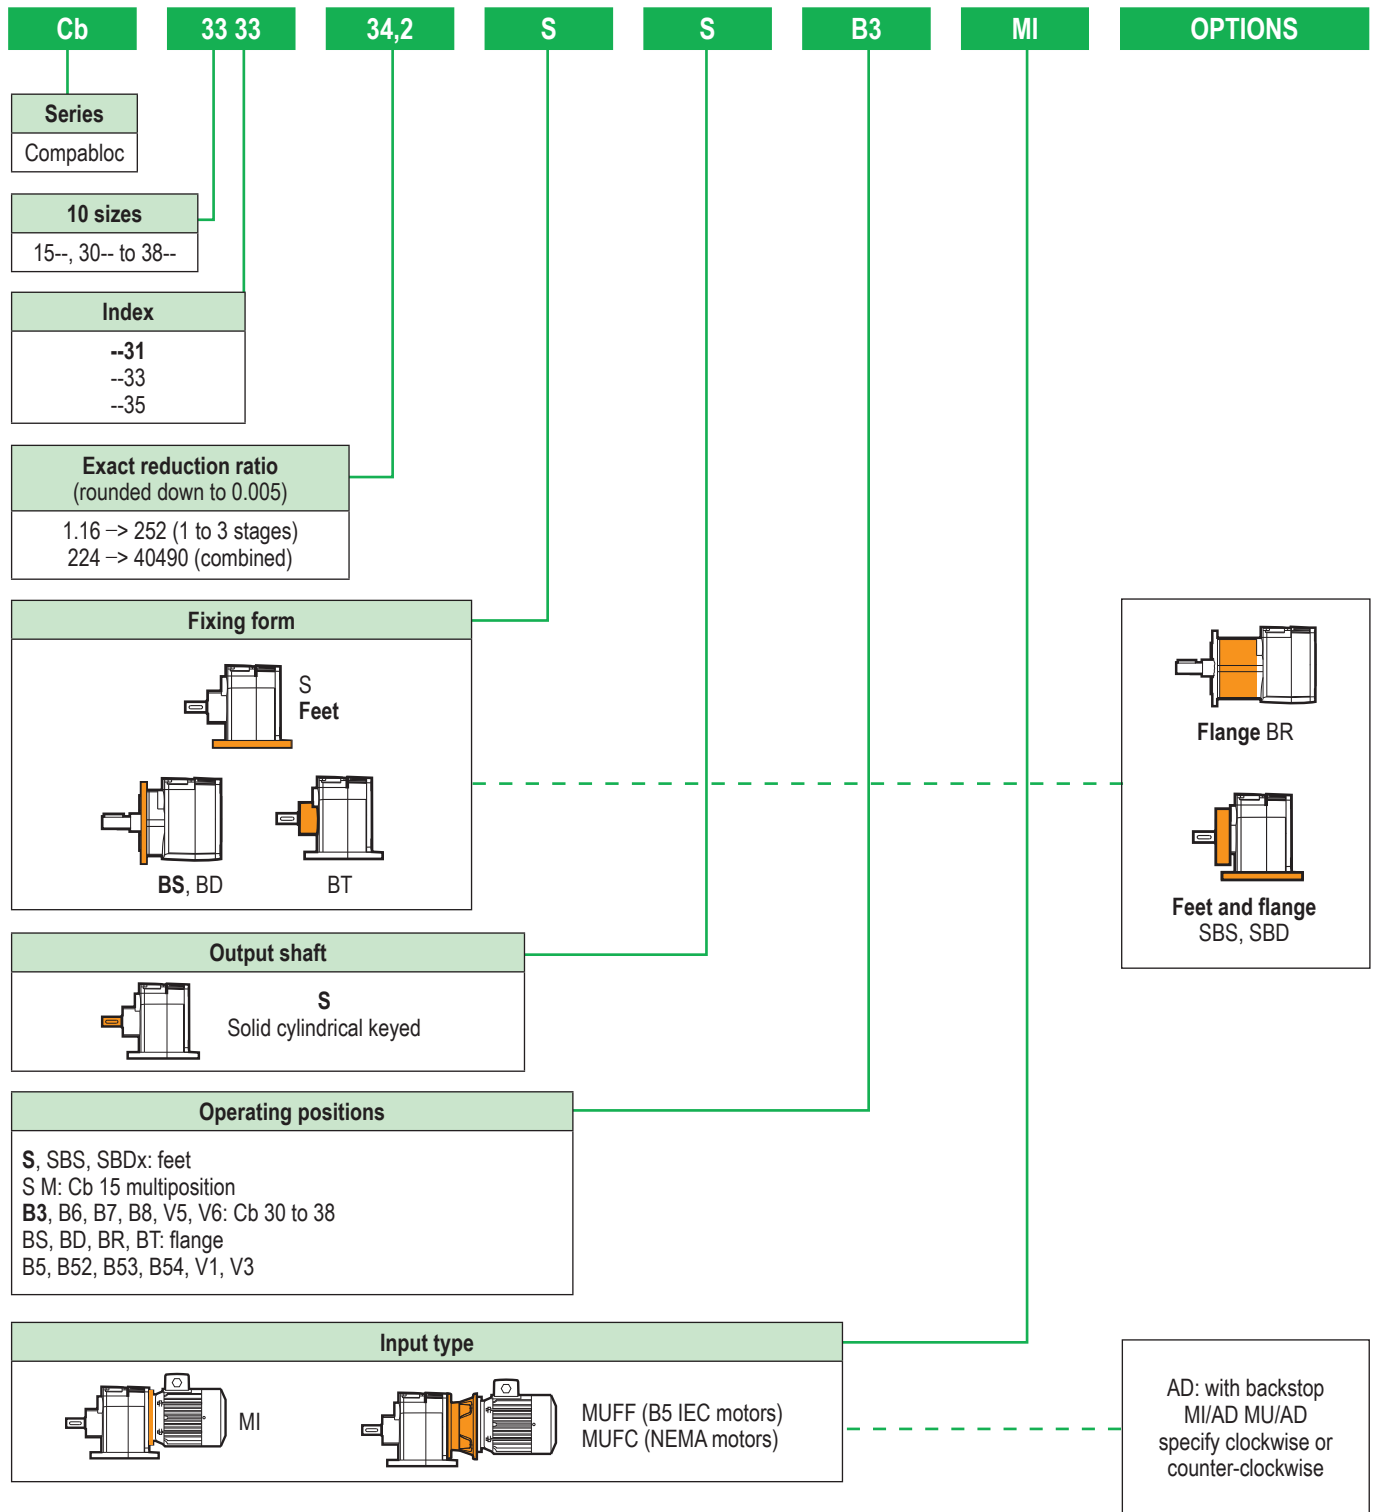 Cb 33 33 34,2 S S B3 MI OPTIONS
Series
Compabloc
10 sizes
15--, 30-- to 38--
Index
--31
--33
--35
Exact reduction ratio
(rounded down to 0.005)
1.16 –> 252 (1 to 3 stages)
224 –> 40490 (combined)
Fixing form
S
Feet
BS, BD
BT
Flange BR
Feet and flange
SBS, SBD
Output shaft
S
Solid cylindrical keyed
Operating positions
S, SBS, SBDx: feet
S M: Cb 15 multiposition
B3, B6, B7, B8, V5, V6: Cb 30 to 38
BS, BD, BR, BT: flange
B5, B52, B53, B54, V1, V3
Input type
MI
MUFF (B5 IEC motors)
MUFC (NEMA motors)
AD: with backstop
MI/AD MU/AD
specify clockwise or
counter-clockwise